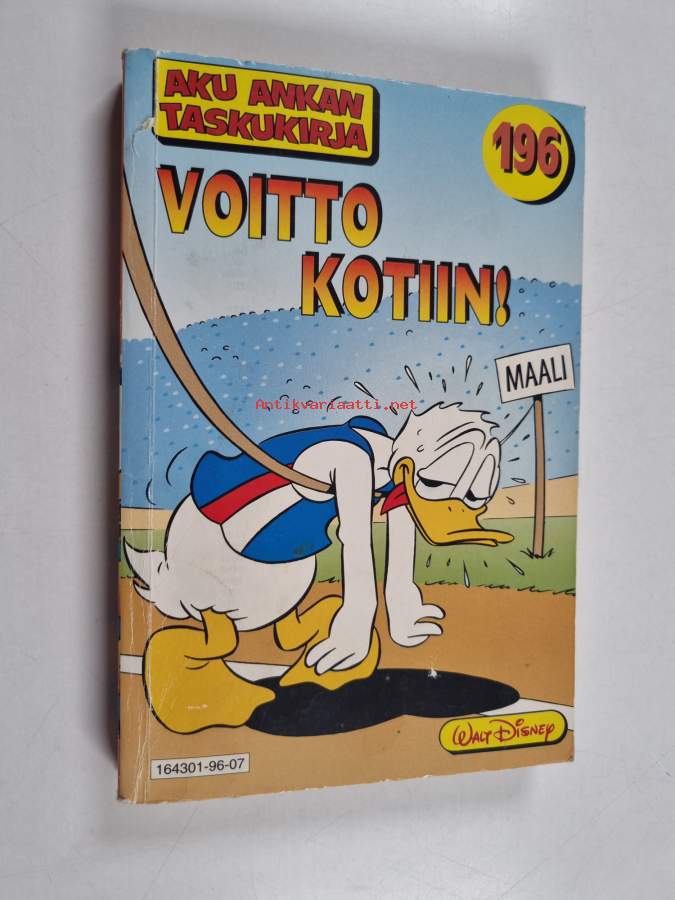 AKU ANKAN
TASKUKIRJA
196
VOITTO
KOTIIN!
MAALI
Antikvariaatti.net
WALT DISNEY
164301-96-07